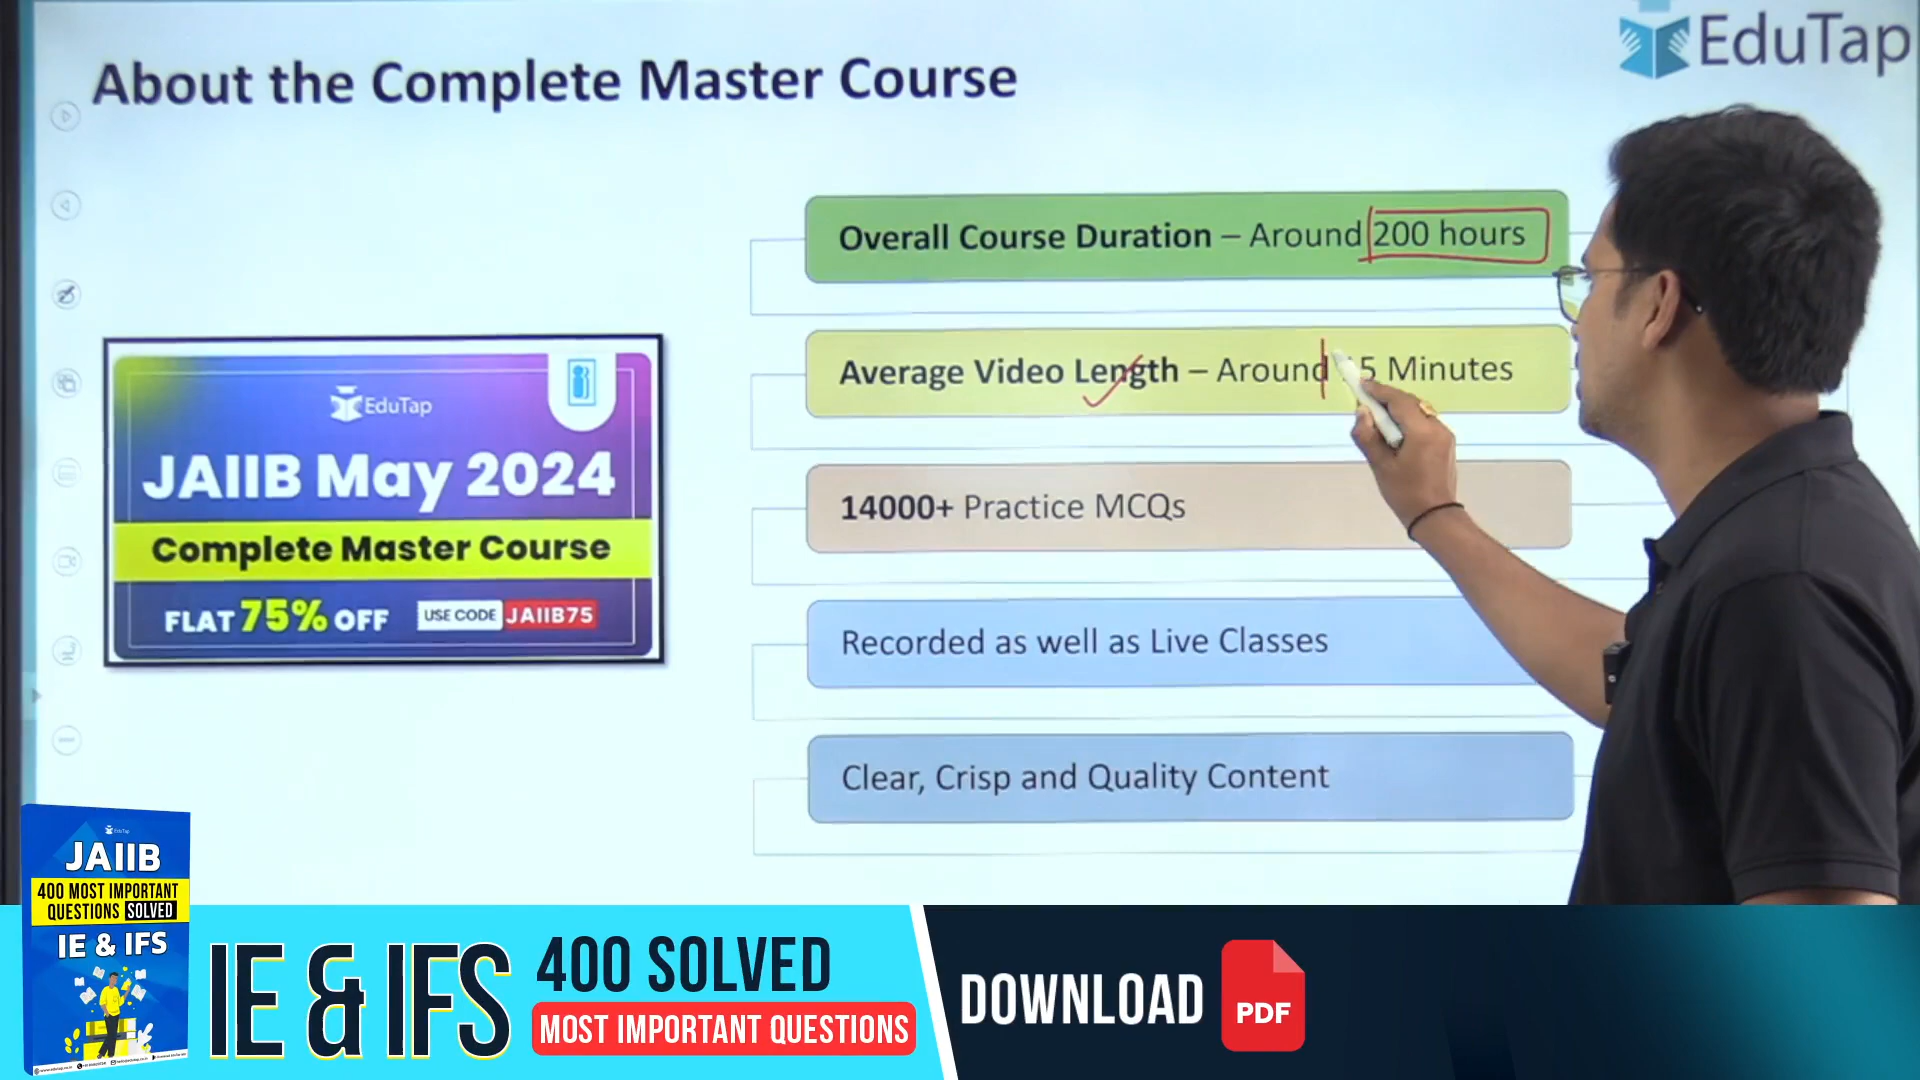 About the Complete Master Course
EduTap
Overall Course Duration – Around 200 hours
Average Video Length – Around 5 Minutes
14000+ Practice MCQs
Recorded as well as Live Classes
Clear, Crisp and Quality Content
EduTap
JAIIB May 2024
Complete Master Course
FLAT 75% OFF USE CODE JAIIB75
EduTap
JAIIB
400 MOST IMPORTANT
QUESTIONS SOLVED
IE & IFS
IE & IFS
400 SOLVED
MOST IMPORTANT QUESTIONS
DOWNLOAD
PDF